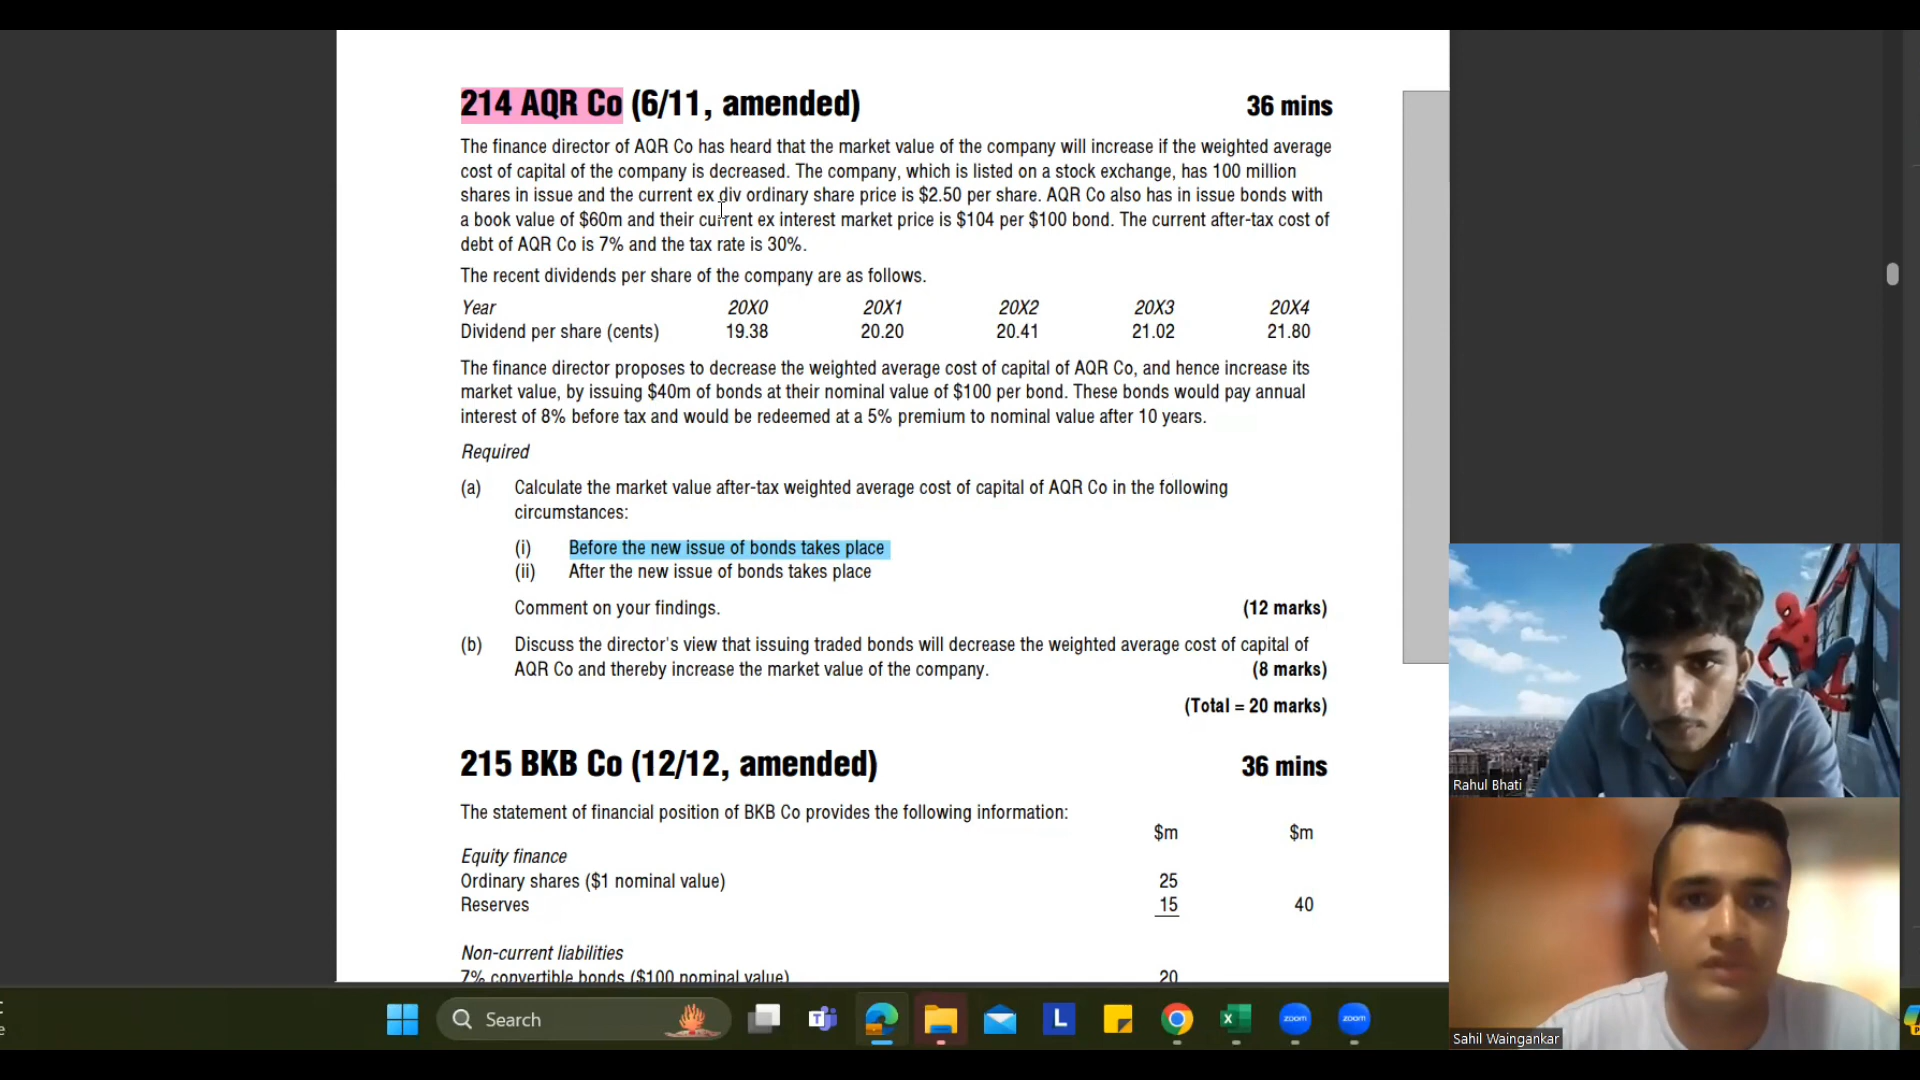 214 AQR Co (6/11, amended) 36 mins
The finance director of AQR Co has heard that the market value of the company will increase if the weighted average
cost of capital of the company is decreased. The company, which is listed on a stock exchange, has 100 million
shares in issue and the current ex div ordinary share price is $2.50 per share. AQR Co also has in issue bonds with
a book value of $60m and their current ex interest market price is $104 per $100 bond. The current after-tax cost of
debt of AQR Co is 7% and the tax rate is 30%.
The recent dividends per share of the company are as follows.
Year 20X0 20X1 20X2 20X3 20X4
Dividend per share (cents) 19.38 20.20 20.41 21.02 21.80
The finance director proposes to decrease the weighted average cost of capital of AQR Co, and hence increase its
market value, by issuing $40m of bonds at their nominal value of $100 per bond. These bonds would pay annual
interest of 8% before tax and would be redeemed at a 5% premium to nominal value after 10 years.
Required
(a) Calculate the market value after-tax weighted average cost of capital of AQR Co in the following
circumstances:
(i) Before the new issue of bonds takes place
(ii) After the new issue of bonds takes place
Comment on your findings. (12 marks)
(b) Discuss the director's view that issuing traded bonds will decrease the weighted average cost of capital of
AQR Co and thereby increase the market value of the company. (8 marks)
(Total = 20 marks)
215 BKB Co (12/12, amended) 36 mins
The statement of financial position of BKB Co provides the following information:
$m $m
Equity finance
Ordinary shares ($1 nominal value) 25
Reserves 15 40
Non-current liabilities
7% convertible bonds ($100 nominal value) 20
Rahul Bhati
Sahil Waingankar
Search
T
L
X
zoom
zoom